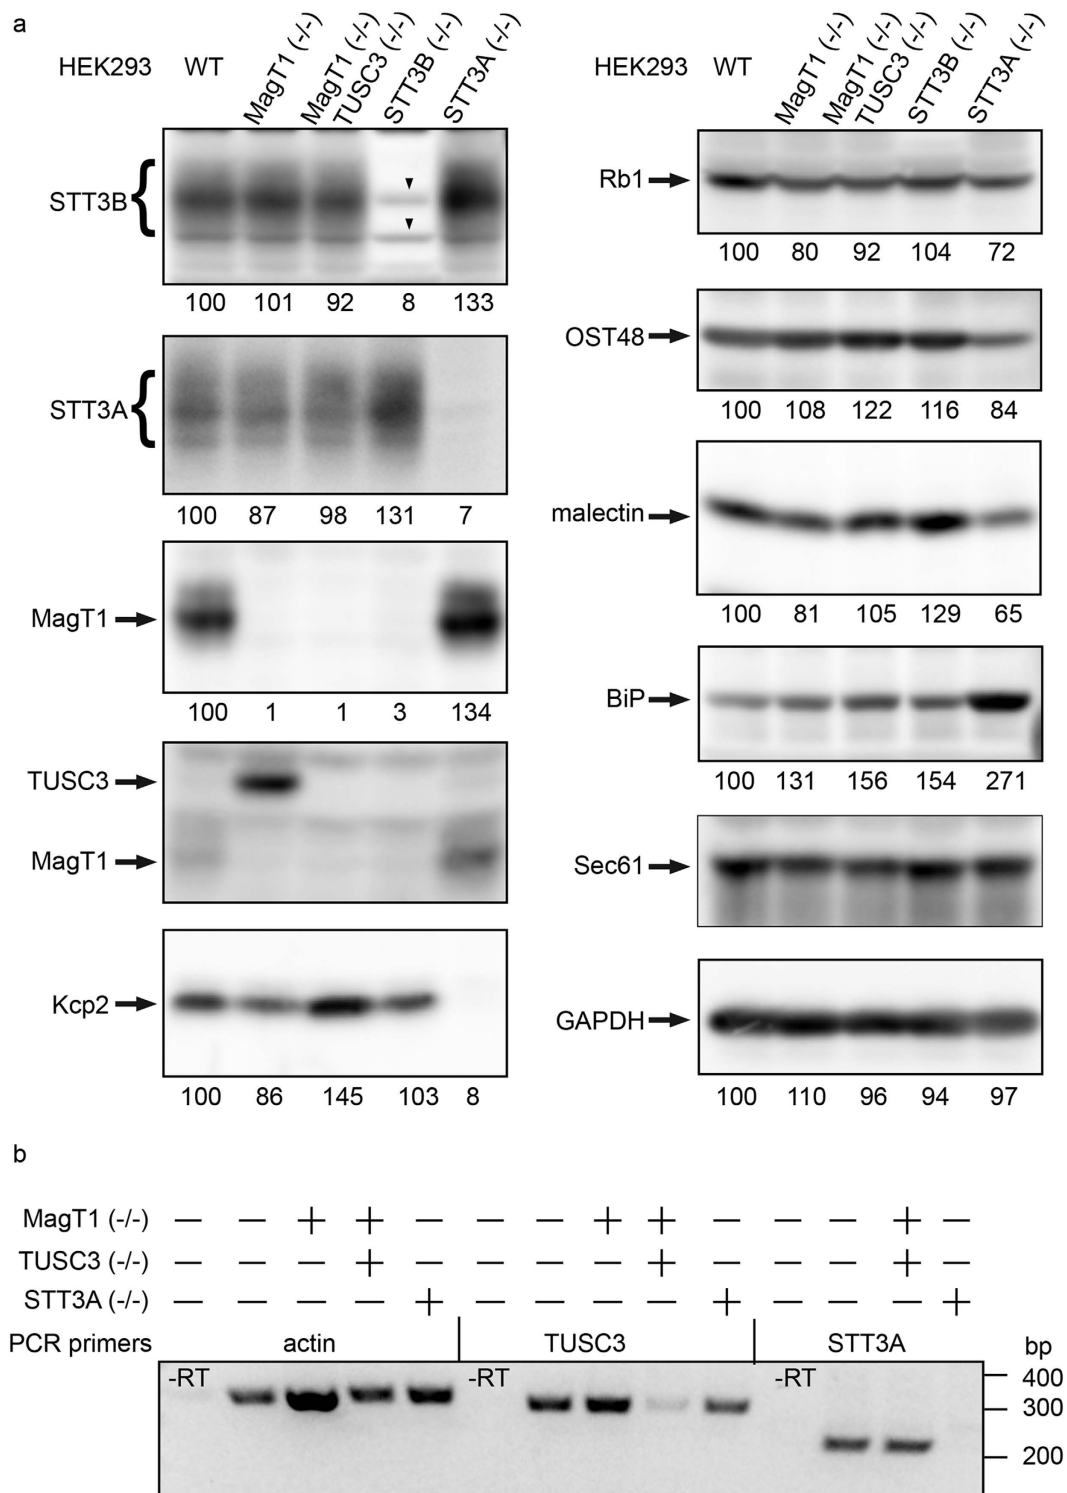 a
HEK293 WT MagT1 (-/-) MagT1 (-/-) TUSC3 (-/-) STT3B (-/-) STT3A (-/-)
STT3B
100 101 92 8 133
STT3A
100 87 98 131 7
MagT1
100 1 1 3 134
TUSC3
MagT1
Kcp2
100 86 145 103 8
HEK293 WT MagT1 (-/-) MagT1 (-/-) TUSC3 (-/-) STT3B (-/-) STT3A (-/-)
Rb1
100 80 92 104 72
OST48
100 108 122 116 84
malectin
100 81 105 129 65
BiP
100 131 156 154 271
Sec61
GAPDH
100 110 96 94 97
b
MagT1 (-/-) — — + + — — — + + — — — + —
TUSC3 (-/-) — — — + — — — — + — — — + —
STT3A (-/-) — — — — + — — — — + — — — +
PCR primers actin TUSC3 STT3A bp
-RT -RT -RT 400
300
200